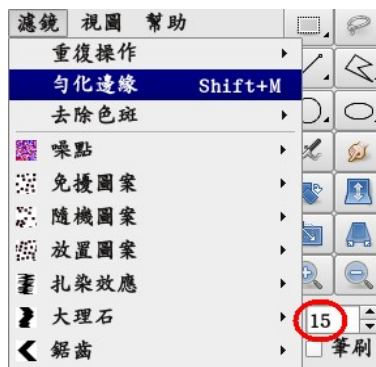 濾鏡 視圖 幫助
重復操作
勻化邊緣 Shift+M
去除色斑
噪點
免擾圖案
隨機圖案
放置圖案
扎染效應
大理石
15
鋸齒
筆刷